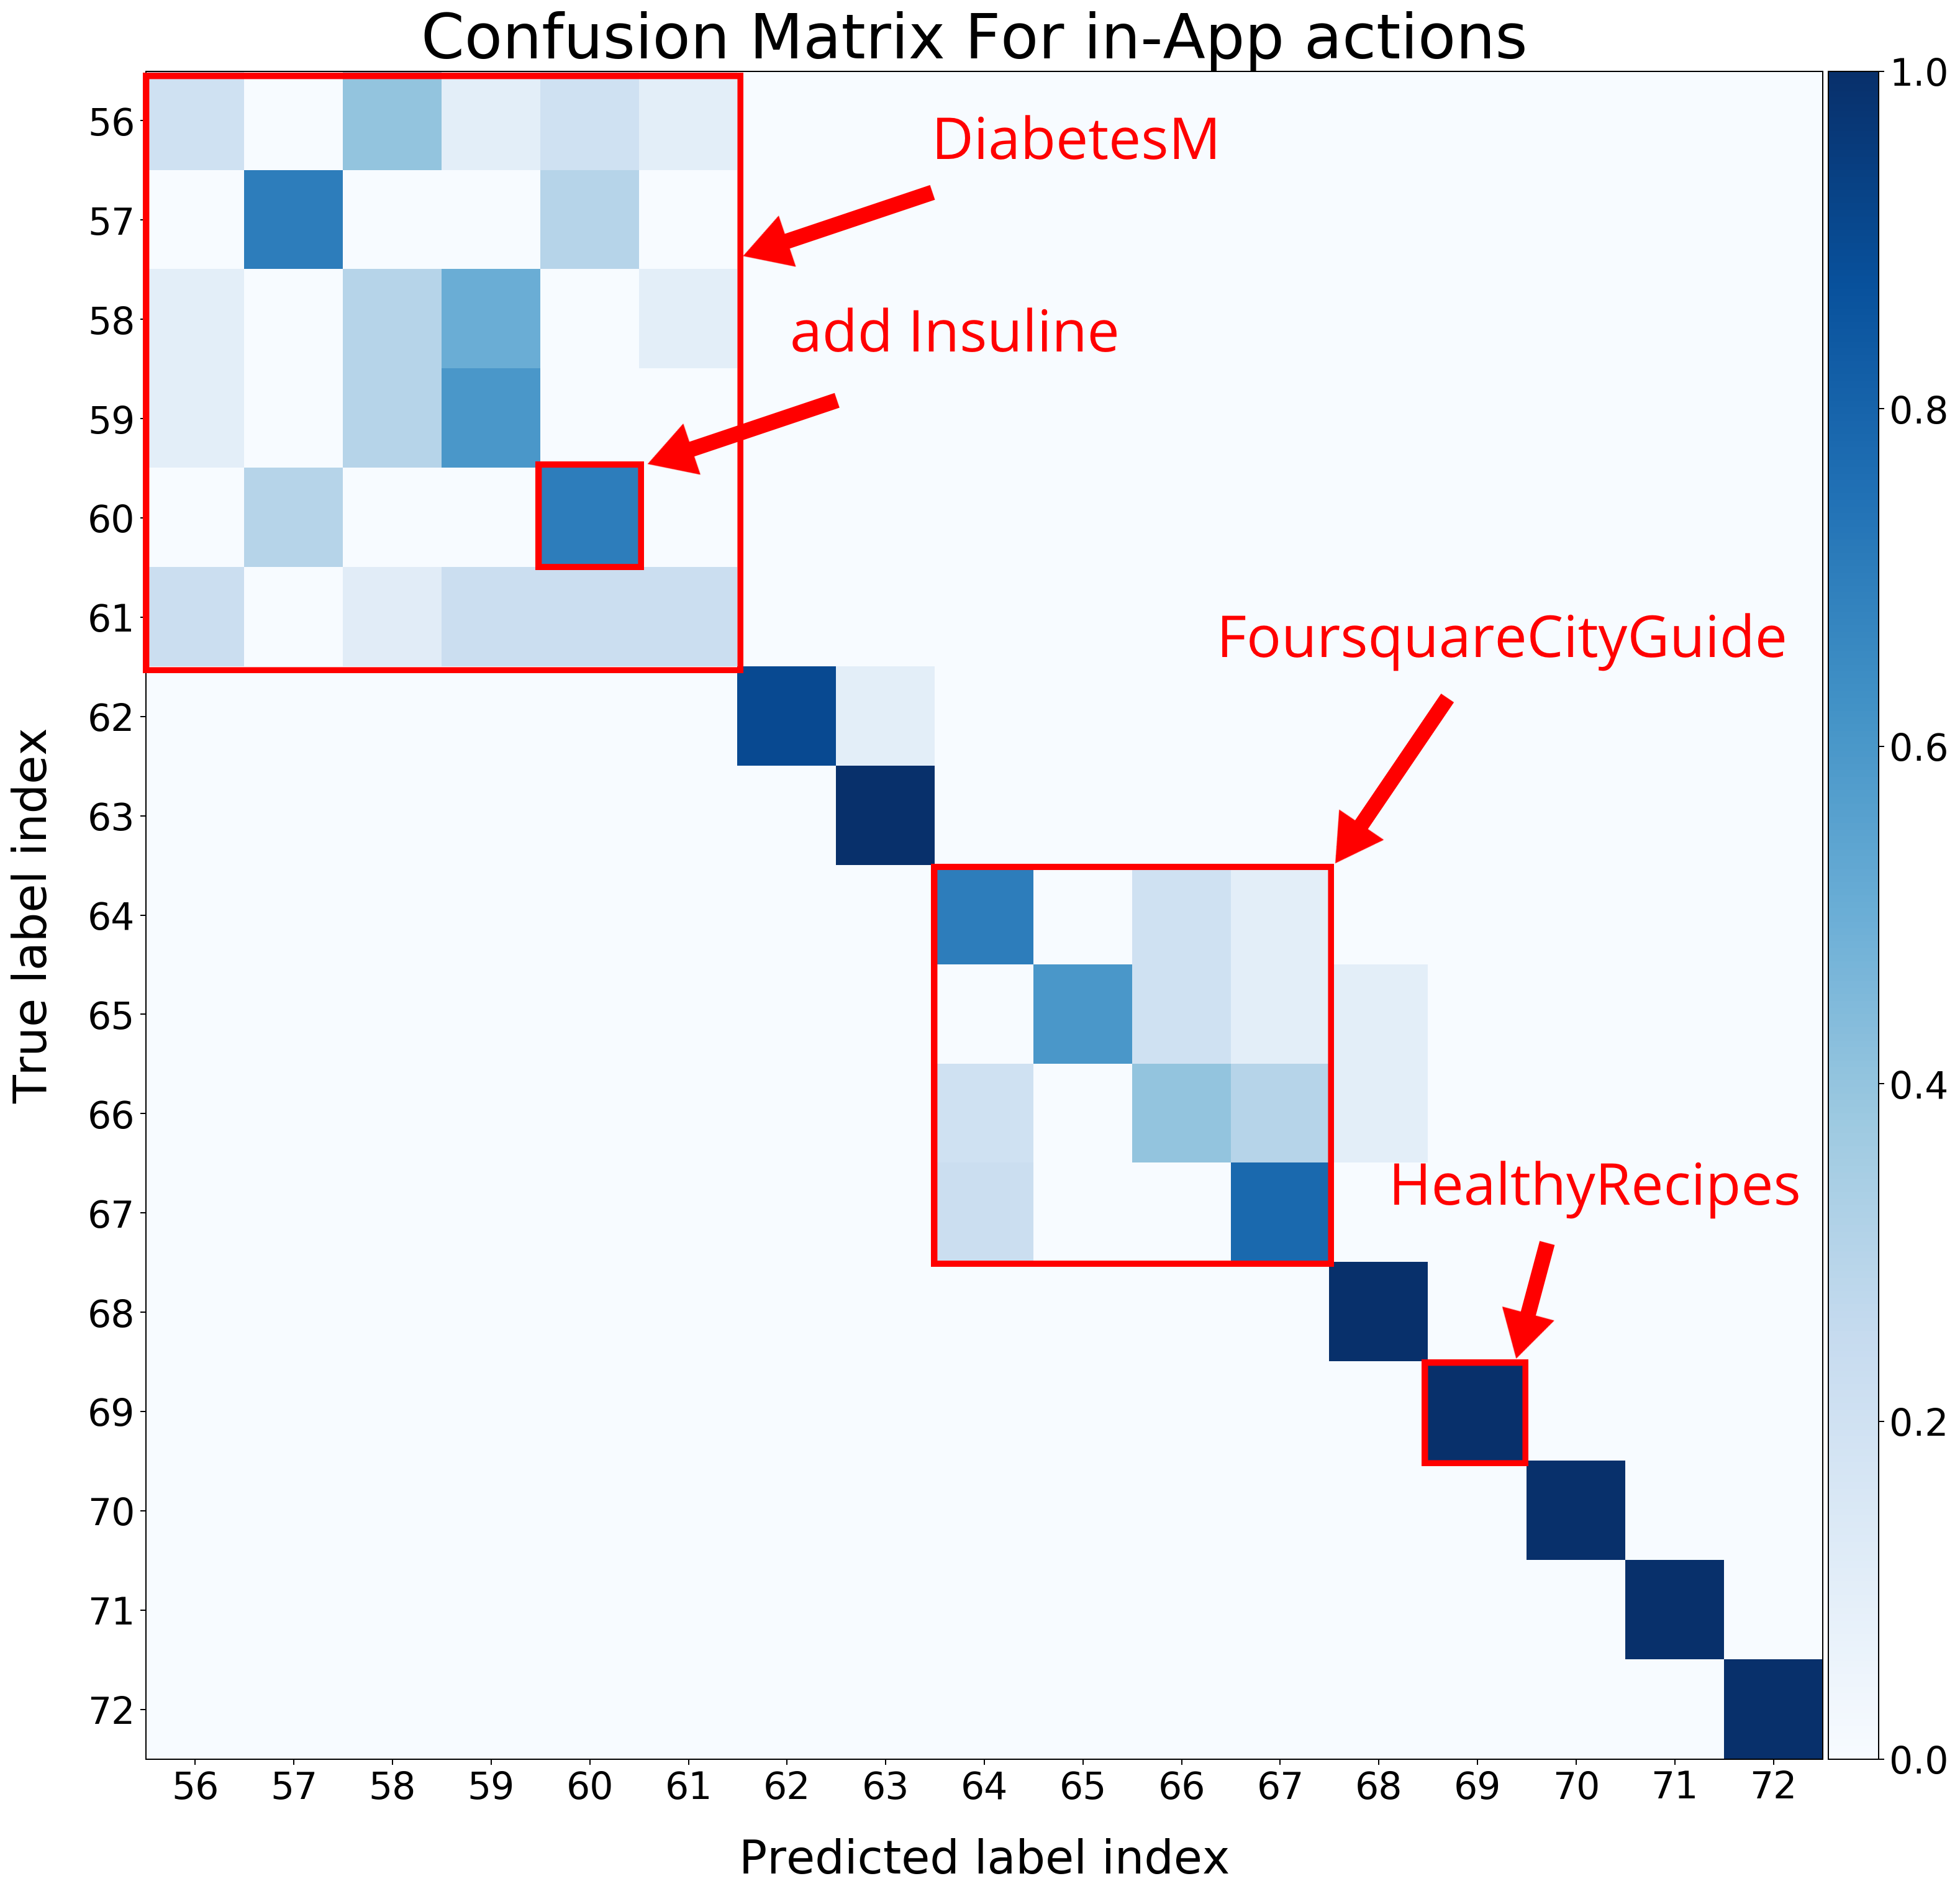 Confusion Matrix For in-App actions
DiabetesM
add Insuline
FoursquareCityGuide
HealthyRecipes
True label index
56
57
58
59
60
61
62
63
64
65
66
67
68
69
70
71
72
56 57 58 59 60 61 62 63 64 65 66 67 68 69 70 71 72
Predicted label index
1.0
0.8
0.6
0.4
0.2
0.0